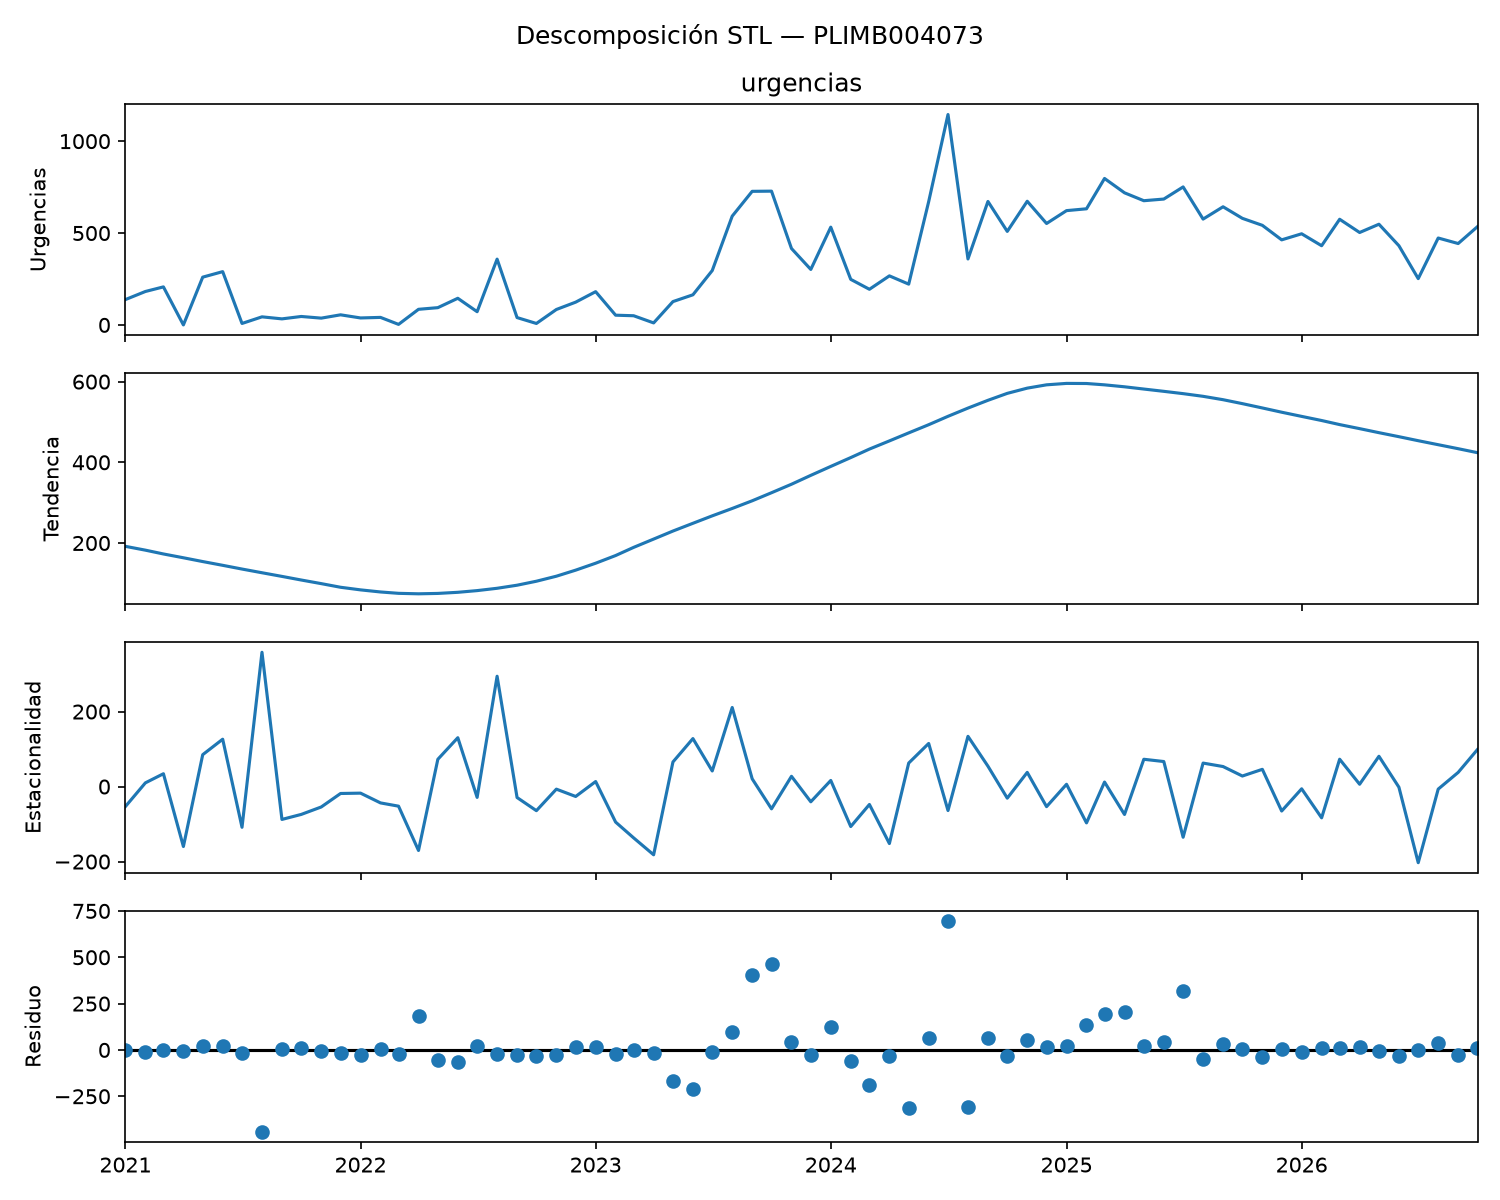 Descomposición STL — PLIMB004073
urgencias
Urgencias
1000
500
0
Tendencia
600
400
200
Estacionalidad
200
0
−200
Residuo
750
500
250
0
−250
2021 2022 2023 2024 2025 2026